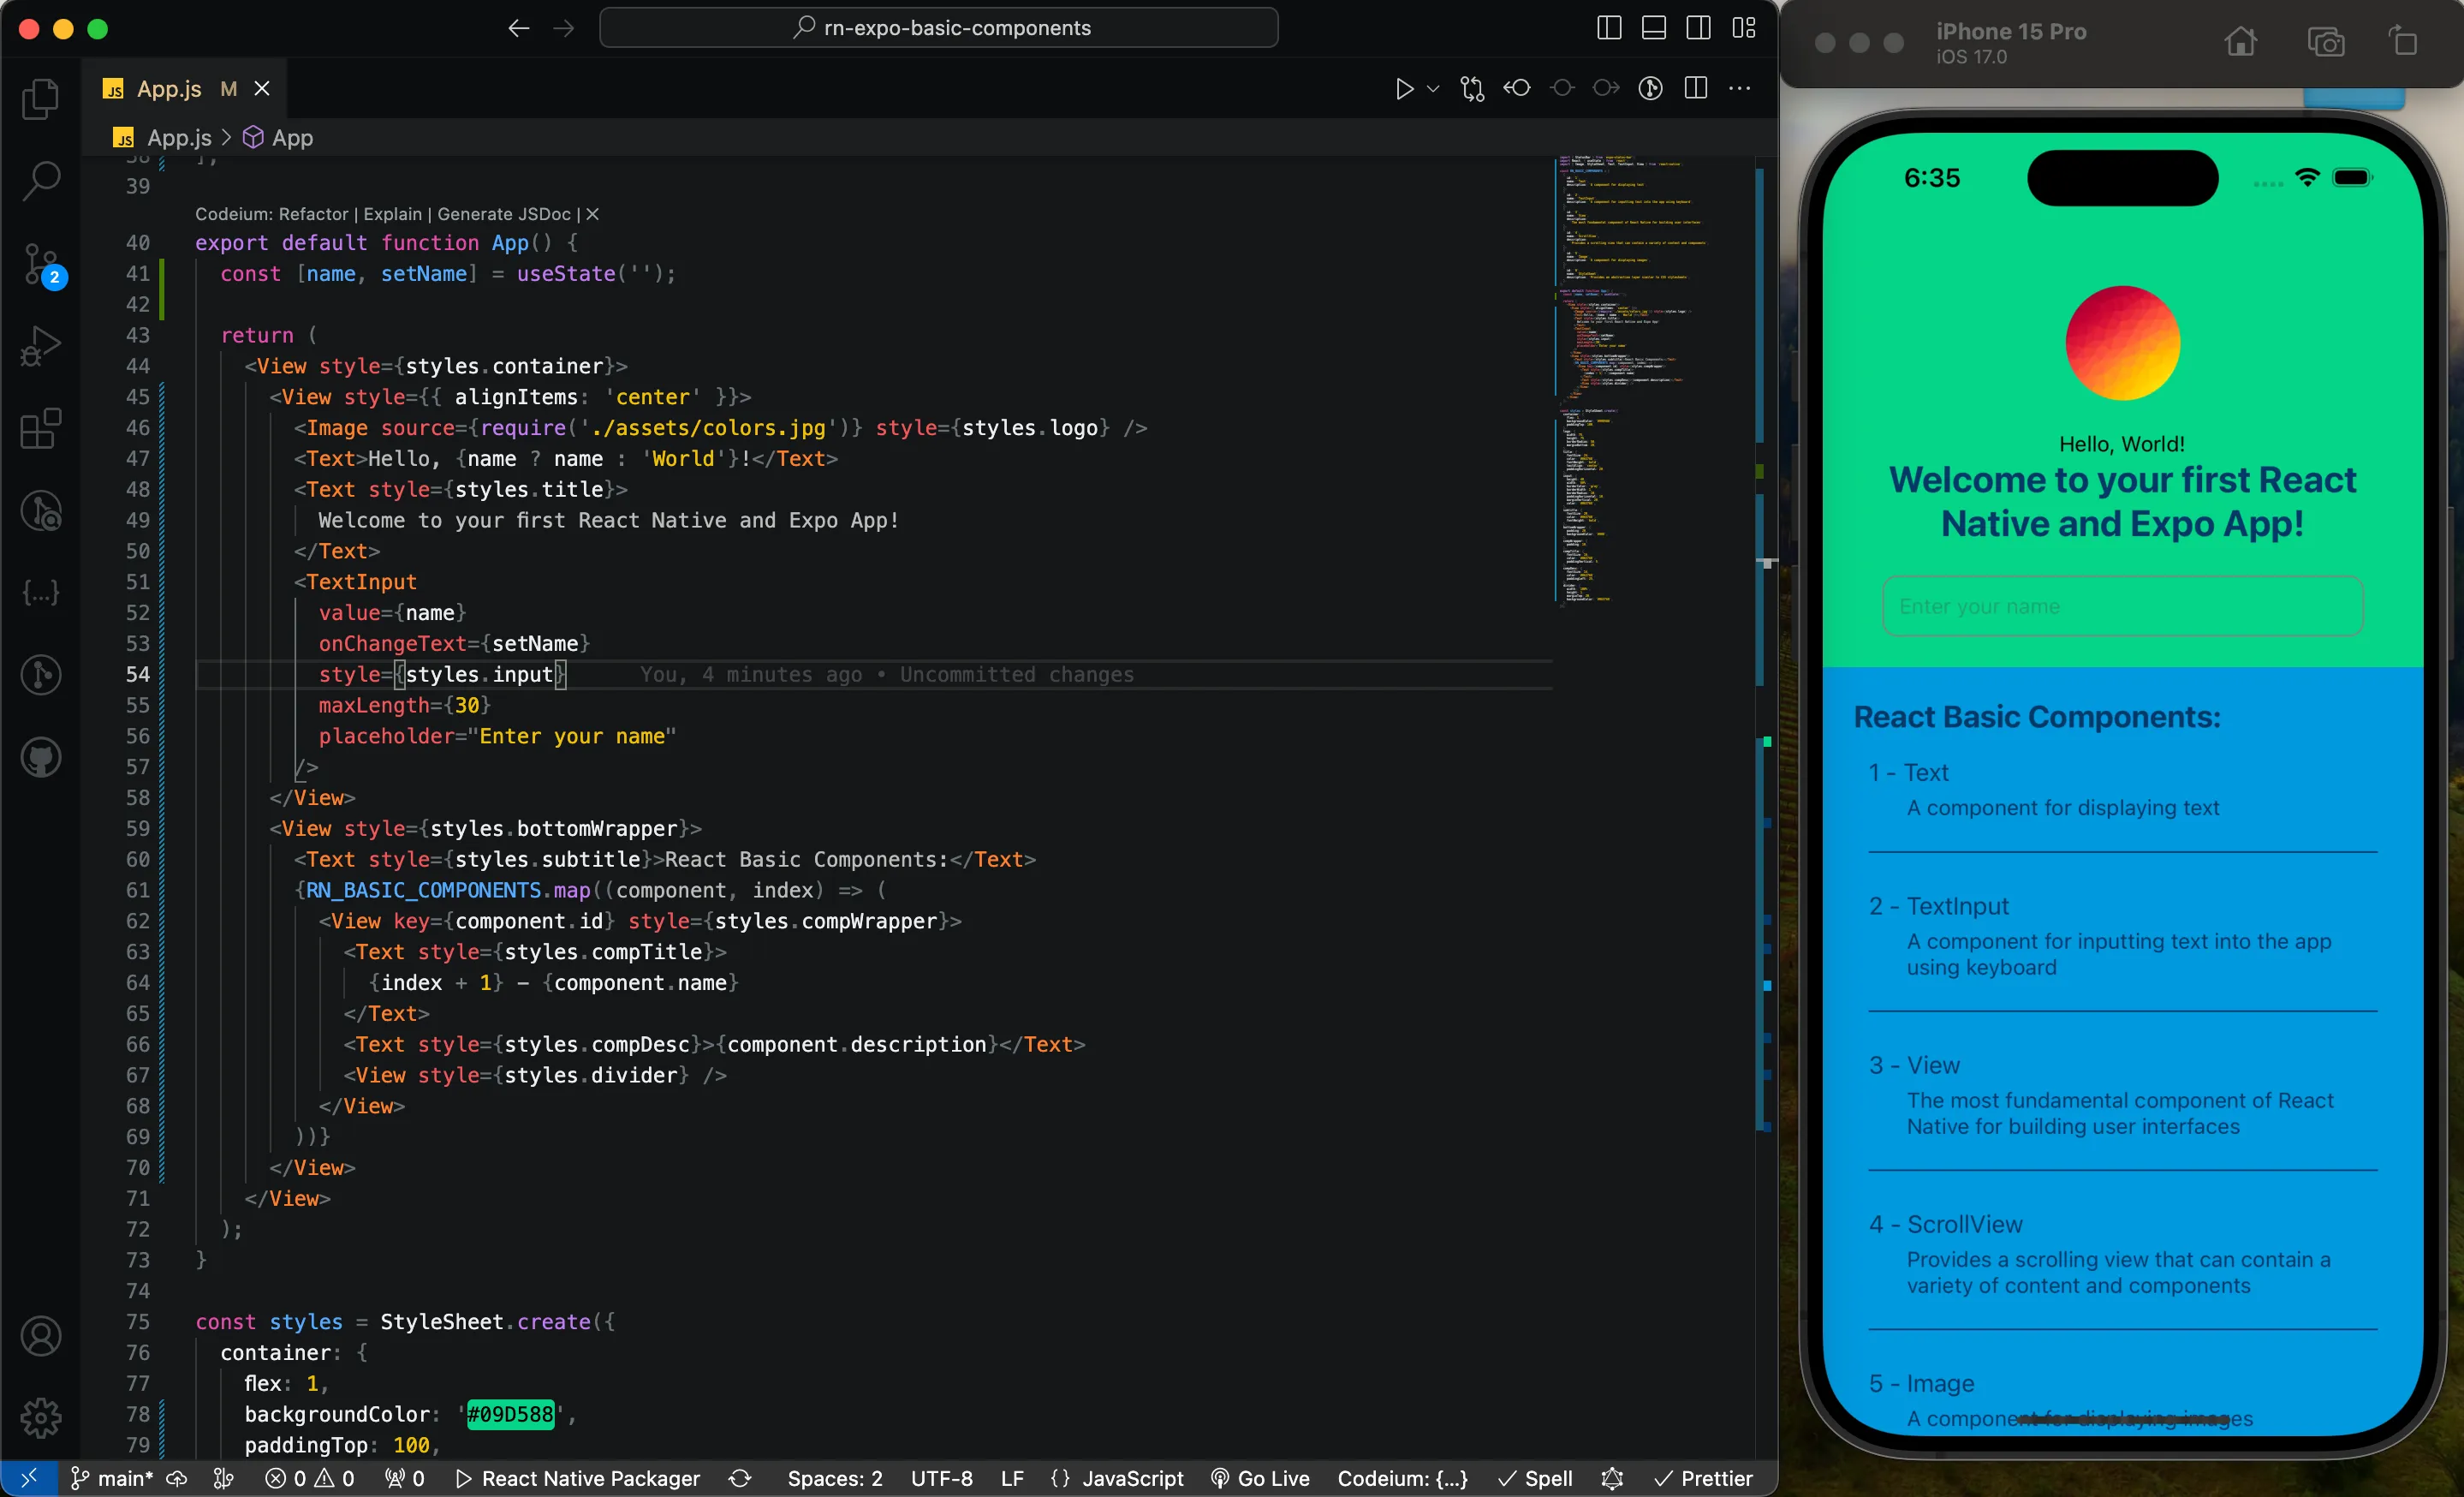 rn-expo-basic-components
JS App.js M
JS App.js > App
2
38 ],
39
Codeium: Refactor | Explain | Generate JSDoc |
40 export default function App() {
41 const [name, setName] = useState('');
42
43 return (
44 <View style={styles.container}>
45 <View style={{ alignItems: 'center' }}>
46 <Image source={require('./assets/colors.jpg')} style={styles.logo} />
47 <Text>Hello, {name ? name : 'World'}!</Text>
48 <Text style={styles.title}>
49 Welcome to your first React Native and Expo App!
50 </Text>
51 <TextInput
52 value={name}
53 onChangeText={setName}
54 style={styles.input} You, 4 minutes ago • Uncommitted changes
55 maxLength={30}
56 placeholder="Enter your name"
57 />
58 </View>
59 <View style={styles.bottomWrapper}>
60 <Text style={styles.subtitle}>React Basic Components:</Text>
61 {RN_BASIC_COMPONENTS.map((component, index) => (
62 <View key={component.id} style={styles.compWrapper}>
63 <Text style={styles.compTitle}>
64 {index + 1} - {component.name}
65 </Text>
66 <Text style={styles.compDesc}>{component.description}</Text>
67 <View style={styles.divider} />
68 </View>
69 ))}
70 </View>
71 </View>
72 );
73 }
74
75 const styles = StyleSheet.create({
76 container: {
77 flex: 1,
78 backgroundColor: '#09D588',
79 paddingTop: 100,
main* 0 0 0 React Native Packager Spaces: 2 UTF-8 LF {} JavaScript Go Live Codeium: {...} Spell Prettier
iPhone 15 Pro
iOS 17.0
6:35
Hello, World!
Welcome to your first React
Native and Expo App!
Enter your name
React Basic Components:
1 - Text
A component for displaying text
2 - TextInput
A component for inputting text into the app
using keyboard
3 - View
The most fundamental component of React
Native for building user interfaces
4 - ScrollView
Provides a scrolling view that can contain a
variety of content and components
5 - Image
A component for displaying images